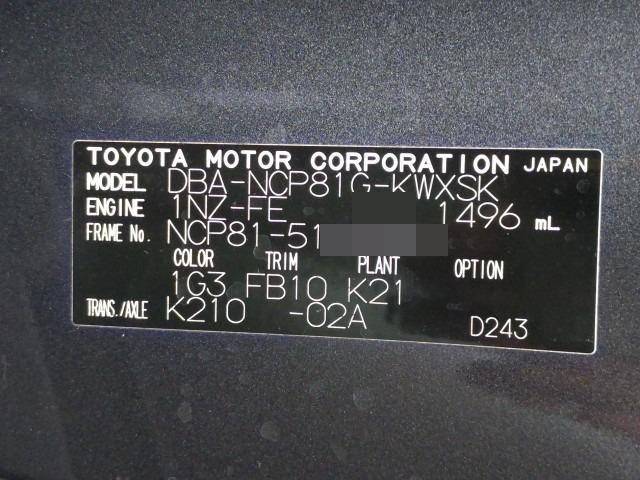 TOYOTA MOTOR CORPORATION JAPAN
MODEL DBA-NCP81G-KWXSK
ENGINE 1NZ-FE 1496 mL
FRAME No. NCP81-51
COLOR TRIM PLANT OPTION
1G3 FB10 K21
TRANS./AXLE K210 -02A D243